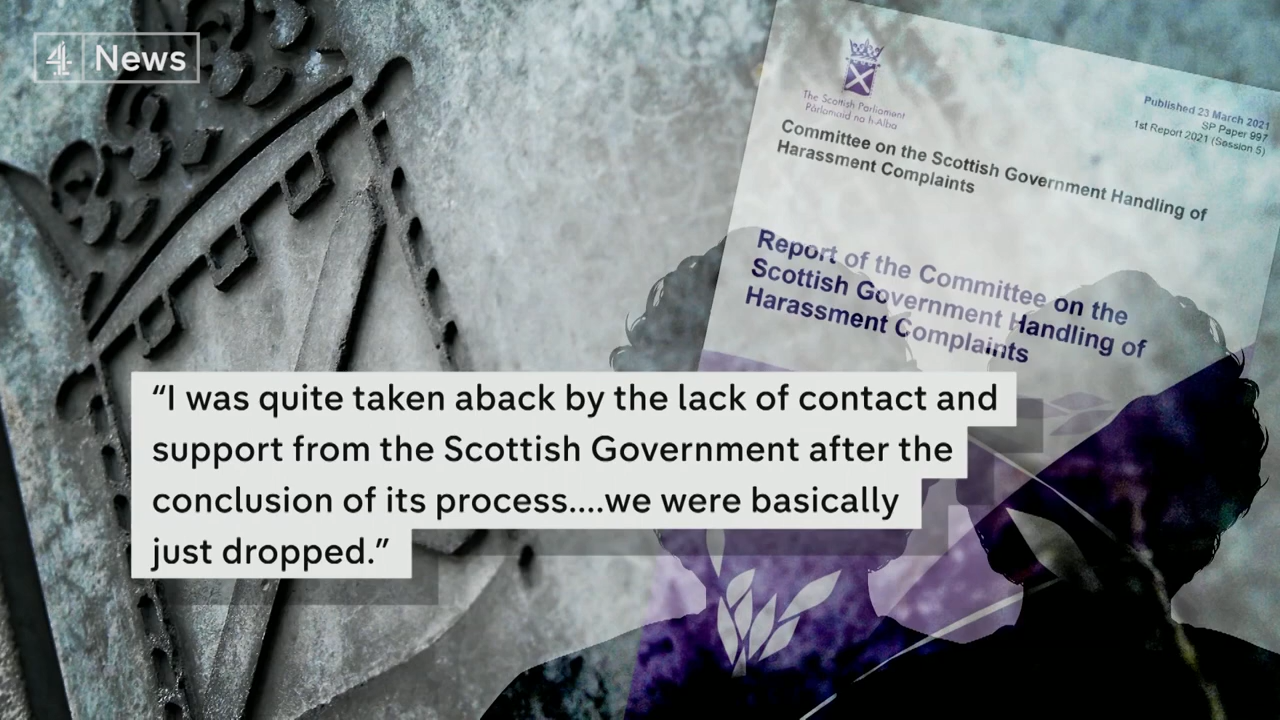 4 News
The Scottish Parliament
Pàrlamaid na h-Alba
Published 23 March 2021
SP Paper 997
1st Report 2021 (Session 5)
Committee on the Scottish Government Handling of
Harassment Complaints
Report of the Committee on the
Scottish Government Handling of
Harassment Complaints
“I was quite taken aback by the lack of contact and
support from the Scottish Government after the
conclusion of its process....we were basically
just dropped.”